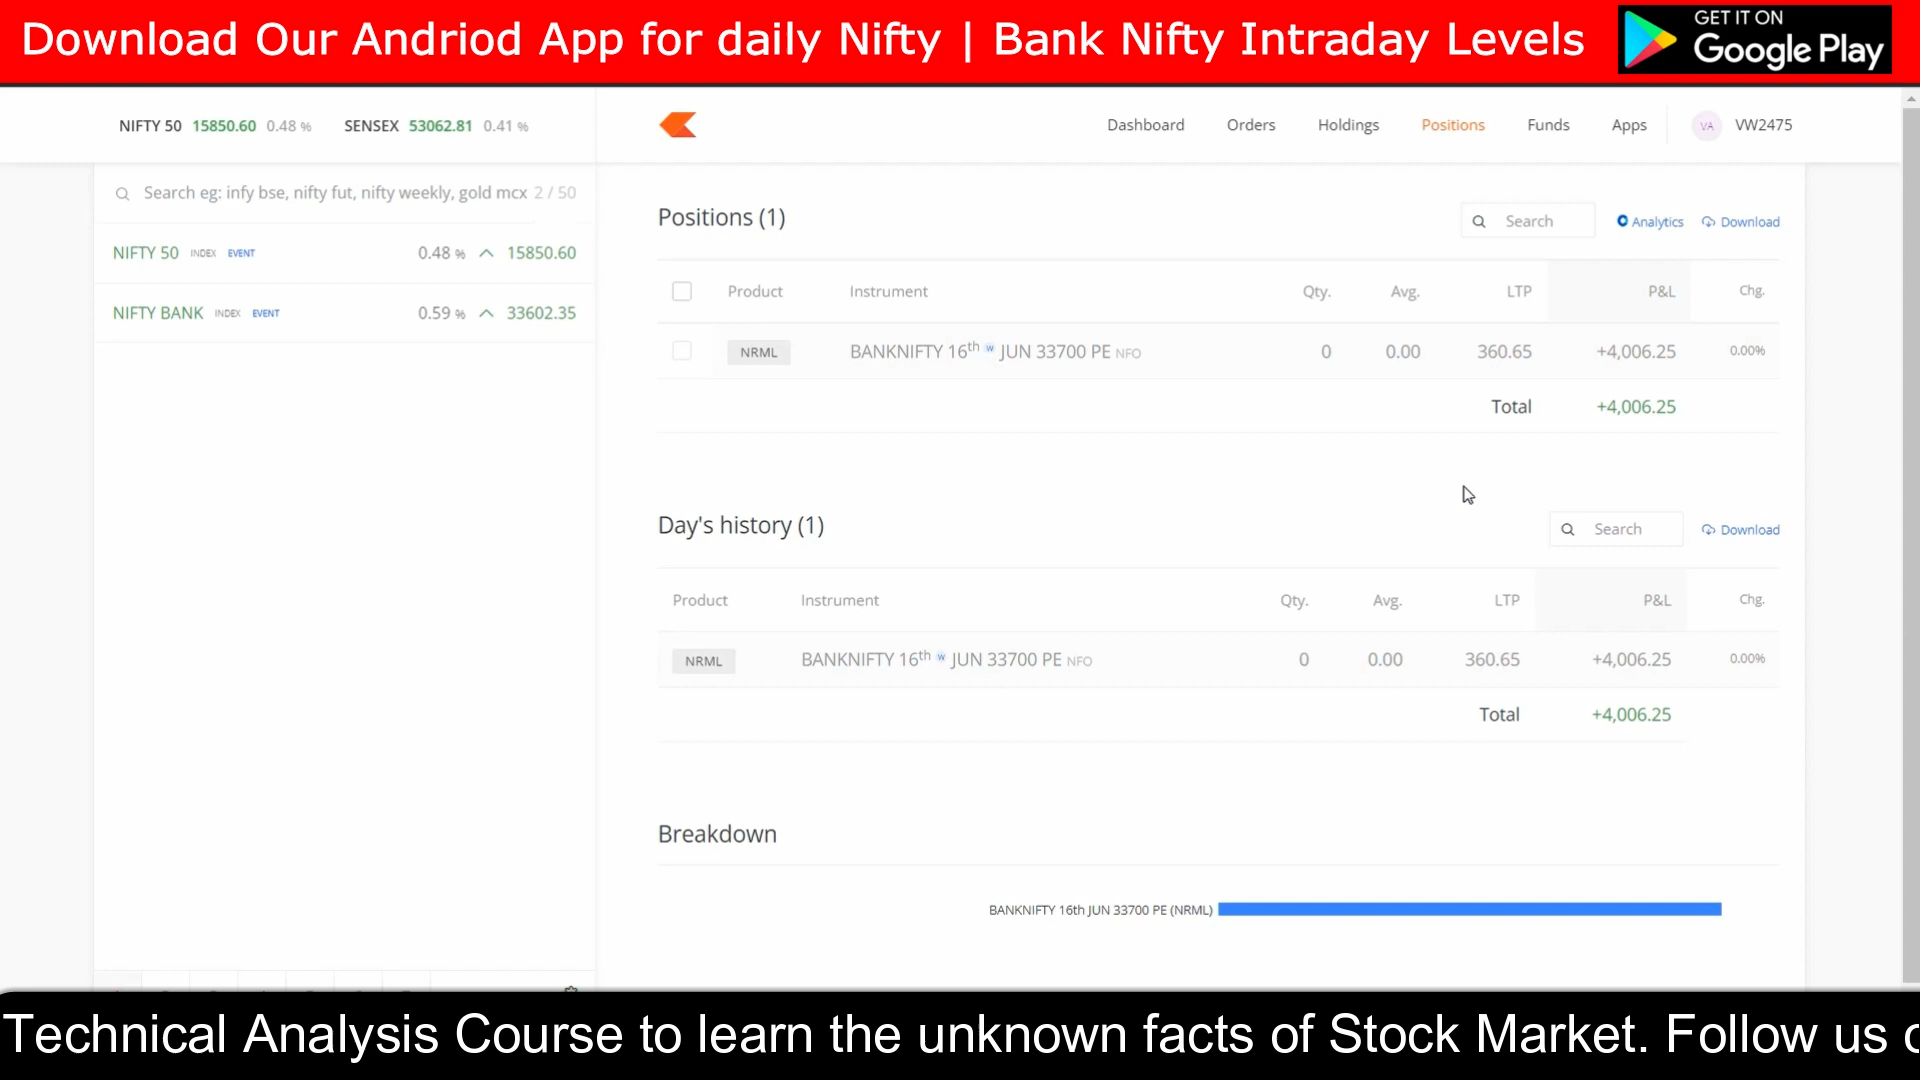 Download Our Andriod App for daily Nifty | Bank Nifty Intraday Levels
GET IT ON
Google Play
NIFTY 50 15850.60 0.48 % SENSEX 53062.81 0.41 %
Dashboard Orders Holdings Positions Funds Apps VA VW2475
Search eg: infy bse, nifty fut, nifty weekly, gold mcx 2 / 50
NIFTY 50 INDEX EVENT 0.48 % 15850.60
NIFTY BANK INDEX EVENT 0.59 % 33602.35
Positions (1) Search Analytics Download
Product Instrument Qty. Avg. LTP P&L Chg.
NRML BANKNIFTY 16th w JUN 33700 PE NFO 0 0.00 360.65 +4,006.25 0.00%
Total +4,006.25
Day's history (1) Search Download
Product Instrument Qty. Avg. LTP P&L Chg.
NRML BANKNIFTY 16th w JUN 33700 PE NFO 0 0.00 360.65 +4,006.25 0.00%
Total +4,006.25
Breakdown
BANKNIFTY 16th JUN 33700 PE (NRML)
Technical Analysis Course to learn the unknown facts of Stock Market. Follow us